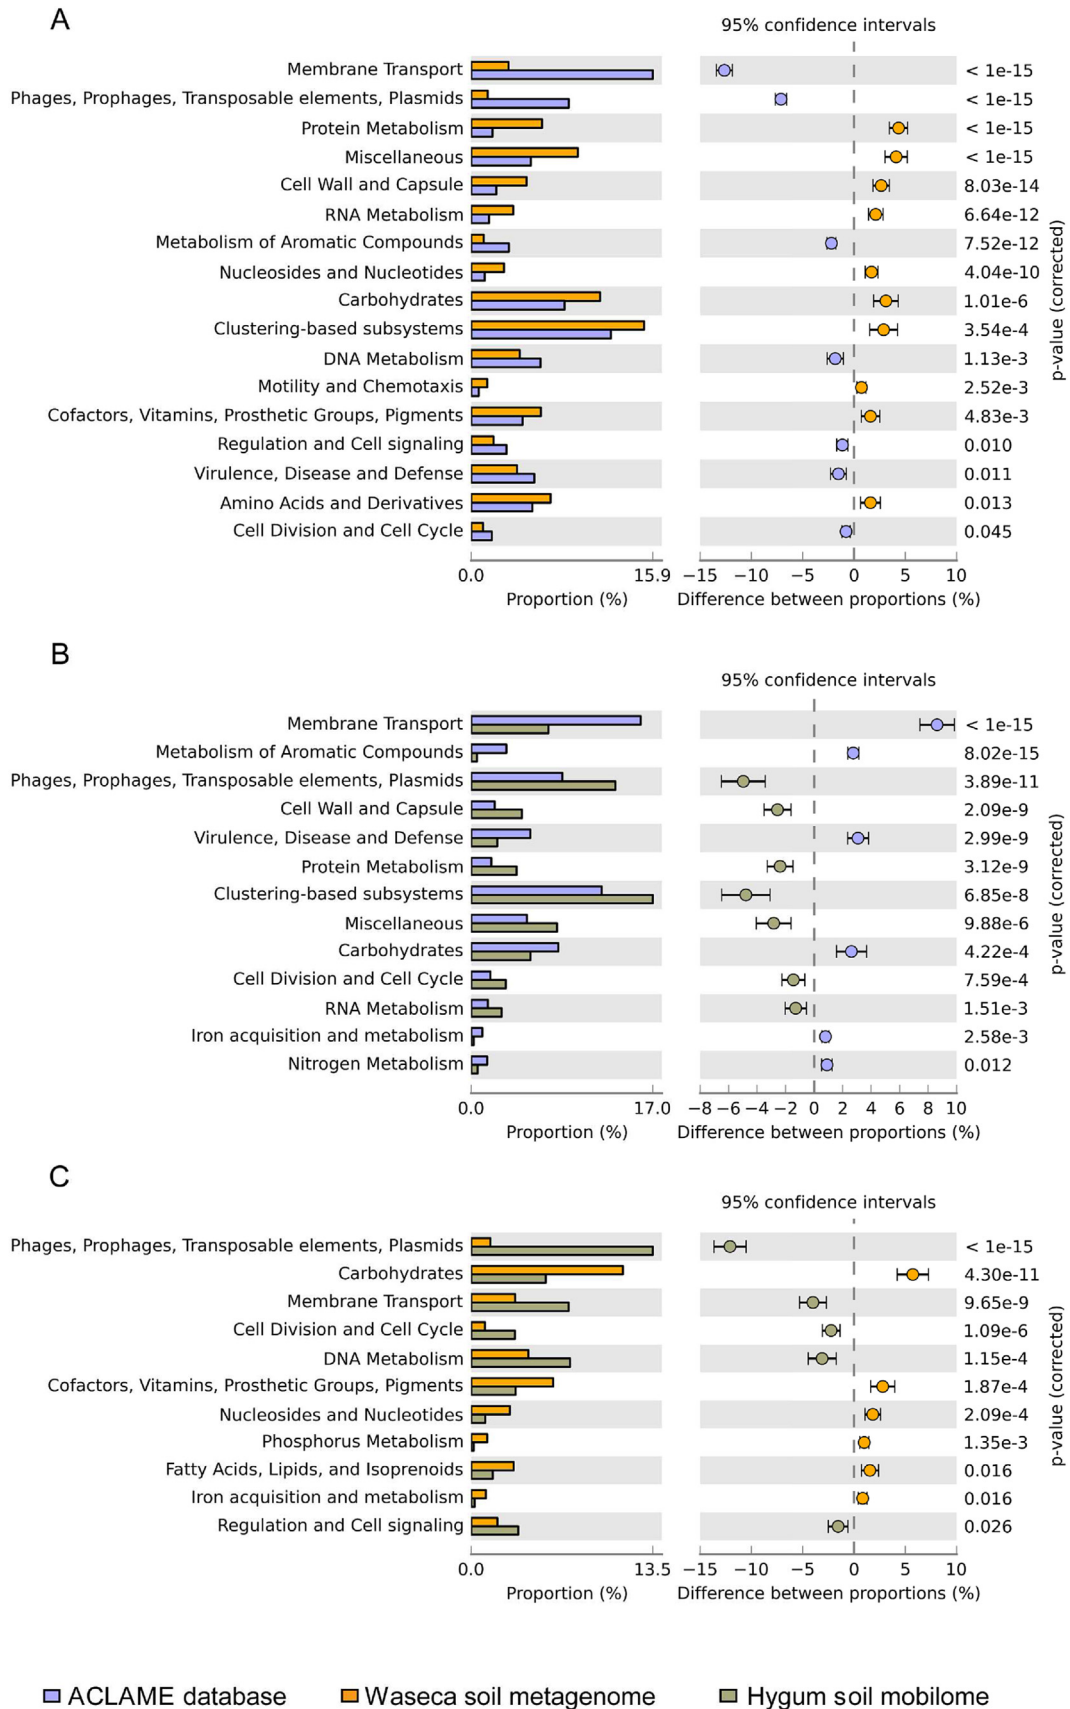 A
95% confidence intervals
Membrane Transport < 1e-15
Phages, Prophages, Transposable elements, Plasmids < 1e-15
Protein Metabolism < 1e-15
Miscellaneous < 1e-15
Cell Wall and Capsule 8.03e-14
RNA Metabolism 6.64e-12
Metabolism of Aromatic Compounds 7.52e-12
Nucleosides and Nucleotides 4.04e-10
Carbohydrates 1.01e-6
Clustering-based subsystems 3.54e-4
DNA Metabolism 1.13e-3
Motility and Chemotaxis 2.52e-3
Cofactors, Vitamins, Prosthetic Groups, Pigments 4.83e-3
Regulation and Cell signaling 0.010
Virulence, Disease and Defense 0.011
Amino Acids and Derivatives 0.013
Cell Division and Cell Cycle 0.045
p-value (corrected)
0.0 15.9 −15 −10 −5 0 5 10
Proportion (%) Difference between proportions (%)
B
95% confidence intervals
Membrane Transport < 1e-15
Metabolism of Aromatic Compounds 8.02e-15
Phages, Prophages, Transposable elements, Plasmids 3.89e-11
Cell Wall and Capsule 2.09e-9
Virulence, Disease and Defense 2.99e-9
Protein Metabolism 3.12e-9
Clustering-based subsystems 6.85e-8
Miscellaneous 9.88e-6
Carbohydrates 4.22e-4
Cell Division and Cell Cycle 7.59e-4
RNA Metabolism 1.51e-3
Iron acquisition and metabolism 2.58e-3
Nitrogen Metabolism 0.012
p-value (corrected)
0.0 17.0 −8 −6 −4 −2 0 2 4 6 8 10
Proportion (%) Difference between proportions (%)
C
95% confidence intervals
Phages, Prophages, Transposable elements, Plasmids < 1e-15
Carbohydrates 4.30e-11
Membrane Transport 9.65e-9
Cell Division and Cell Cycle 1.09e-6
DNA Metabolism 1.15e-4
Cofactors, Vitamins, Prosthetic Groups, Pigments 1.87e-4
Nucleosides and Nucleotides 2.09e-4
Phosphorus Metabolism 1.35e-3
Fatty Acids, Lipids, and Isoprenoids 0.016
Iron acquisition and metabolism 0.016
Regulation and Cell signaling 0.026
p-value (corrected)
0.0 13.5 −15 −10 −5 0 5 10
Proportion (%) Difference between proportions (%)
ACLAME database Waseca soil metagenome Hygum soil mobilome